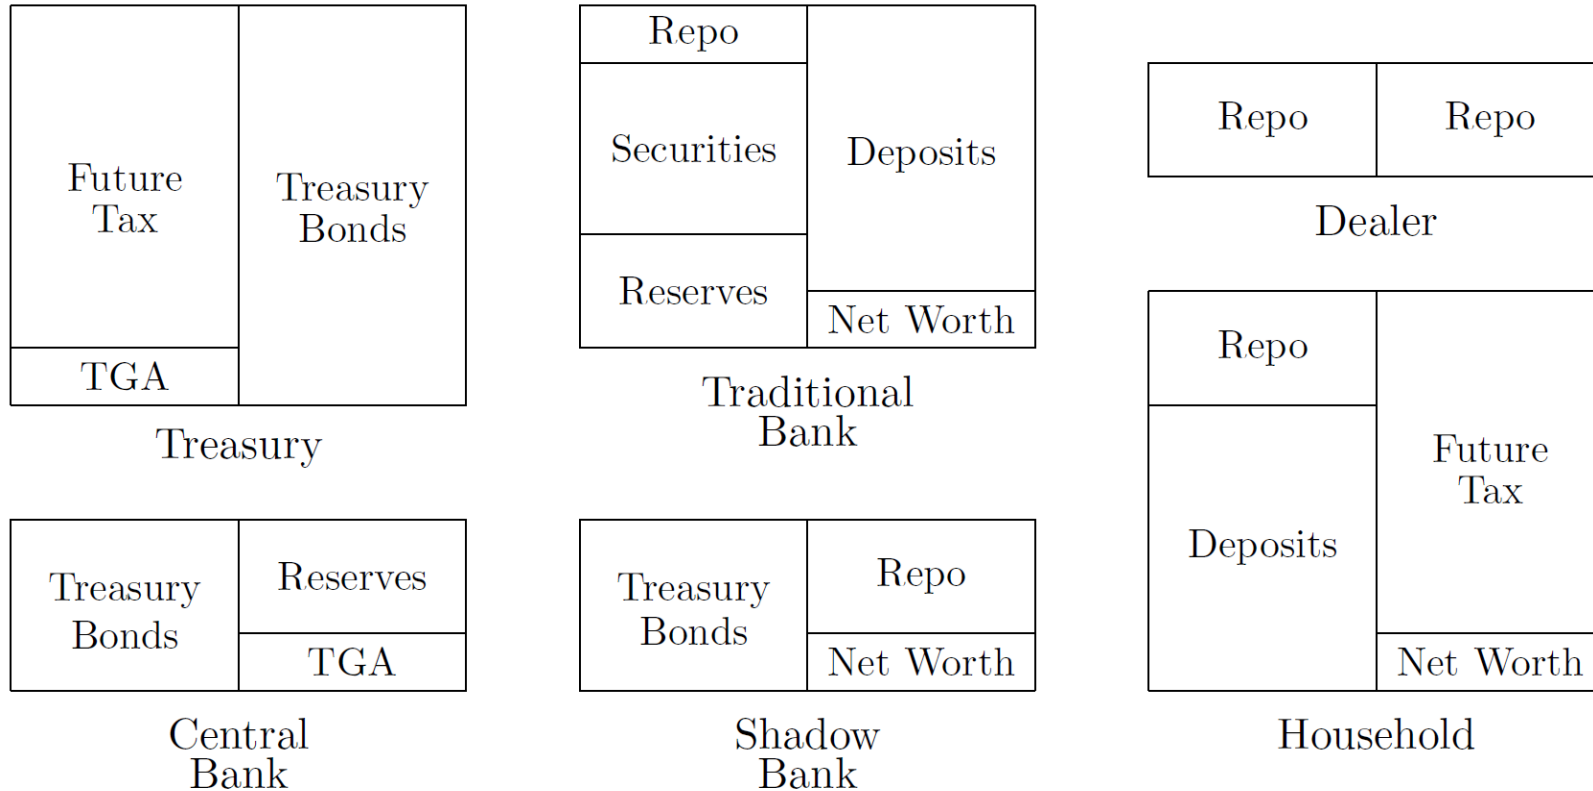 Future
Tax
TGA
Treasury
Bonds
Treasury
Repo
Securities
Reserves
Deposits
Net Worth
Traditional
Bank
Repo
Repo
Dealer
Treasury
Bonds
Reserves
TGA
Central
Bank
Treasury
Bonds
Repo
Net Worth
Shadow
Bank
Repo
Deposits
Future
Tax
Net Worth
Household